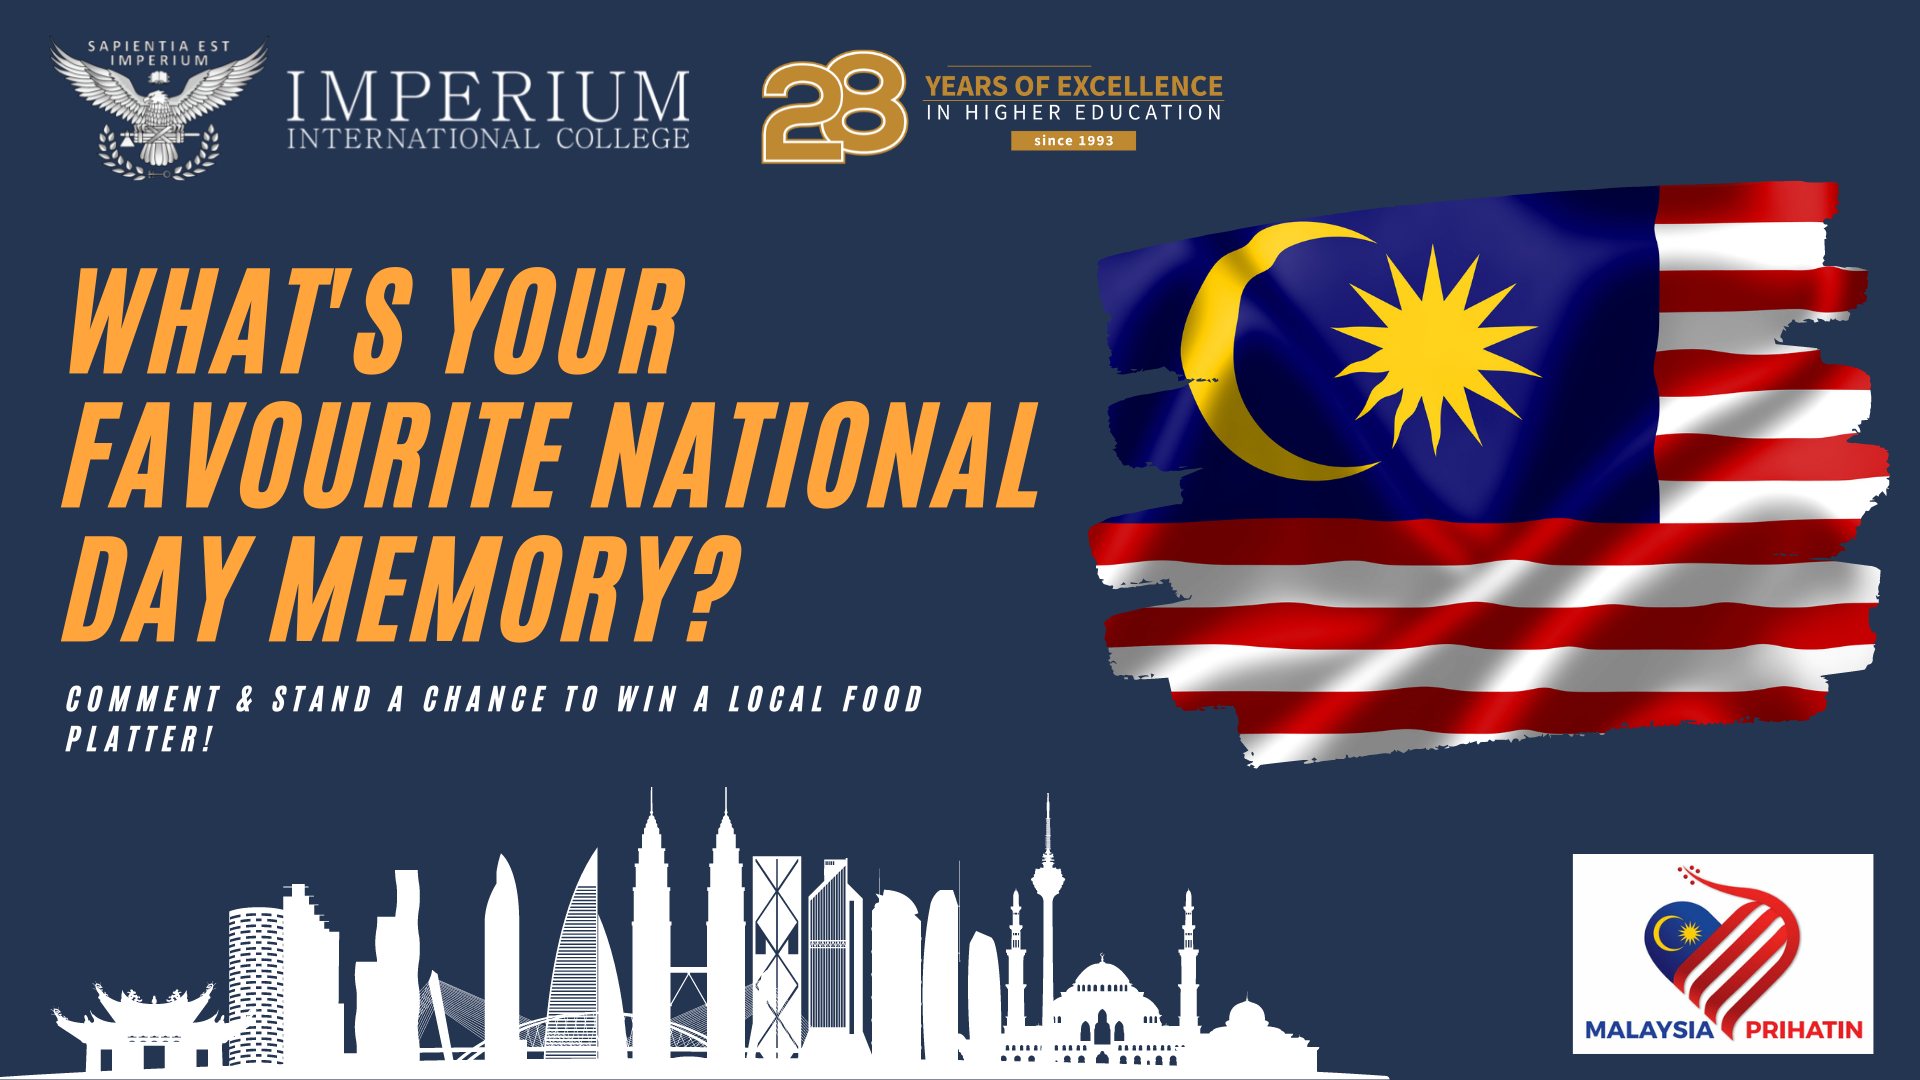 SAPIENTIA EST
IMPERIUM
IMPERIUM
INTERNATIONAL COLLEGE
28
YEARS OF EXCELLENCE
IN HIGHER EDUCATION
since 1993
WHAT'S YOUR
FAVOURITE NATIONAL
DAY MEMORY?
COMMENT & STAND A CHANCE TO WIN A LOCAL FOOD
PLATTER!
MALAYSIA PRIHATIN